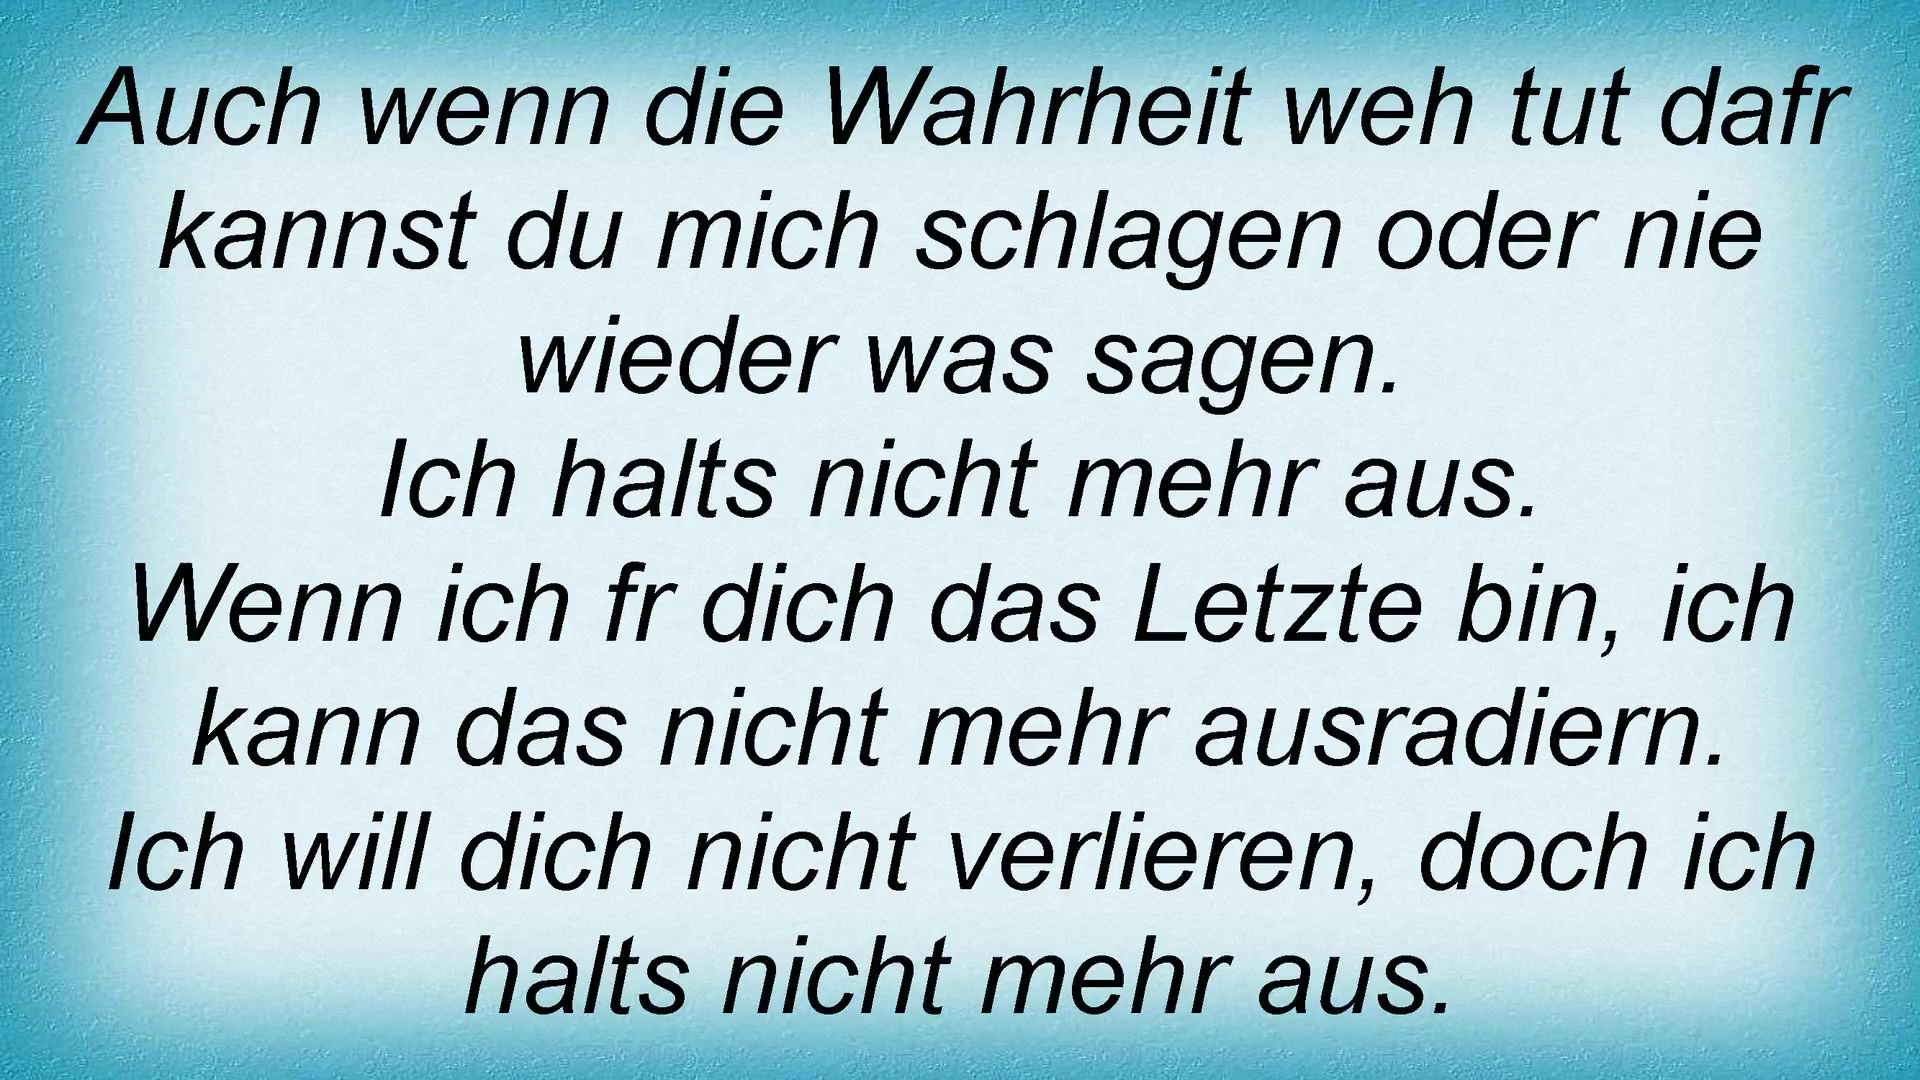 Auch wenn die Wahrheit weh tut dafr
kannst du mich schlagen oder nie
wieder was sagen.
Ich halts nicht mehr aus.
Wenn ich fr dich das Letzte bin, ich
kann das nicht mehr ausradiern.
Ich will dich nicht verlieren, doch ich
halts nicht mehr aus.